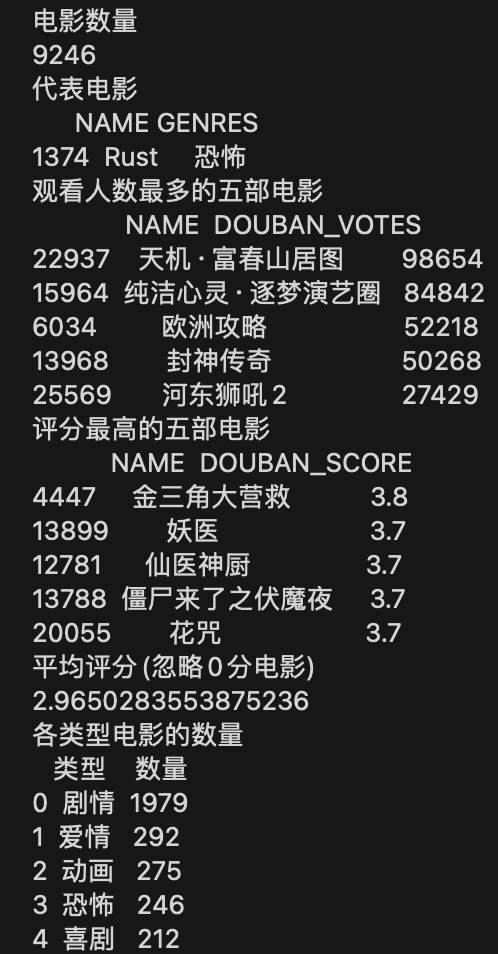 电影数量
9246
代表电影
NAME GENRES
1374 Rust 恐怖
观看人数最多的五部电影
NAME DOUBAN_VOTES
22937 天机·富春山居图 98654
15964 纯洁心灵·逐梦演艺圈 84842
6034 欧洲攻略 52218
13968 封神传奇 50268
25569 河东狮吼2 27429
评分最高的五部电影
NAME DOUBAN_SCORE
4447 金三角大营救 3.8
13899 妖医 3.7
12781 仙医神厨 3.7
13788 僵尸来了之伏魔夜 3.7
20055 花咒 3.7
平均评分(忽略0分电影)
2.9650283553875236
各类型电影的数量
类型 数量
0 剧情 1979
1 爱情 292
2 动画 275
3 恐怖 246
4 喜剧 212